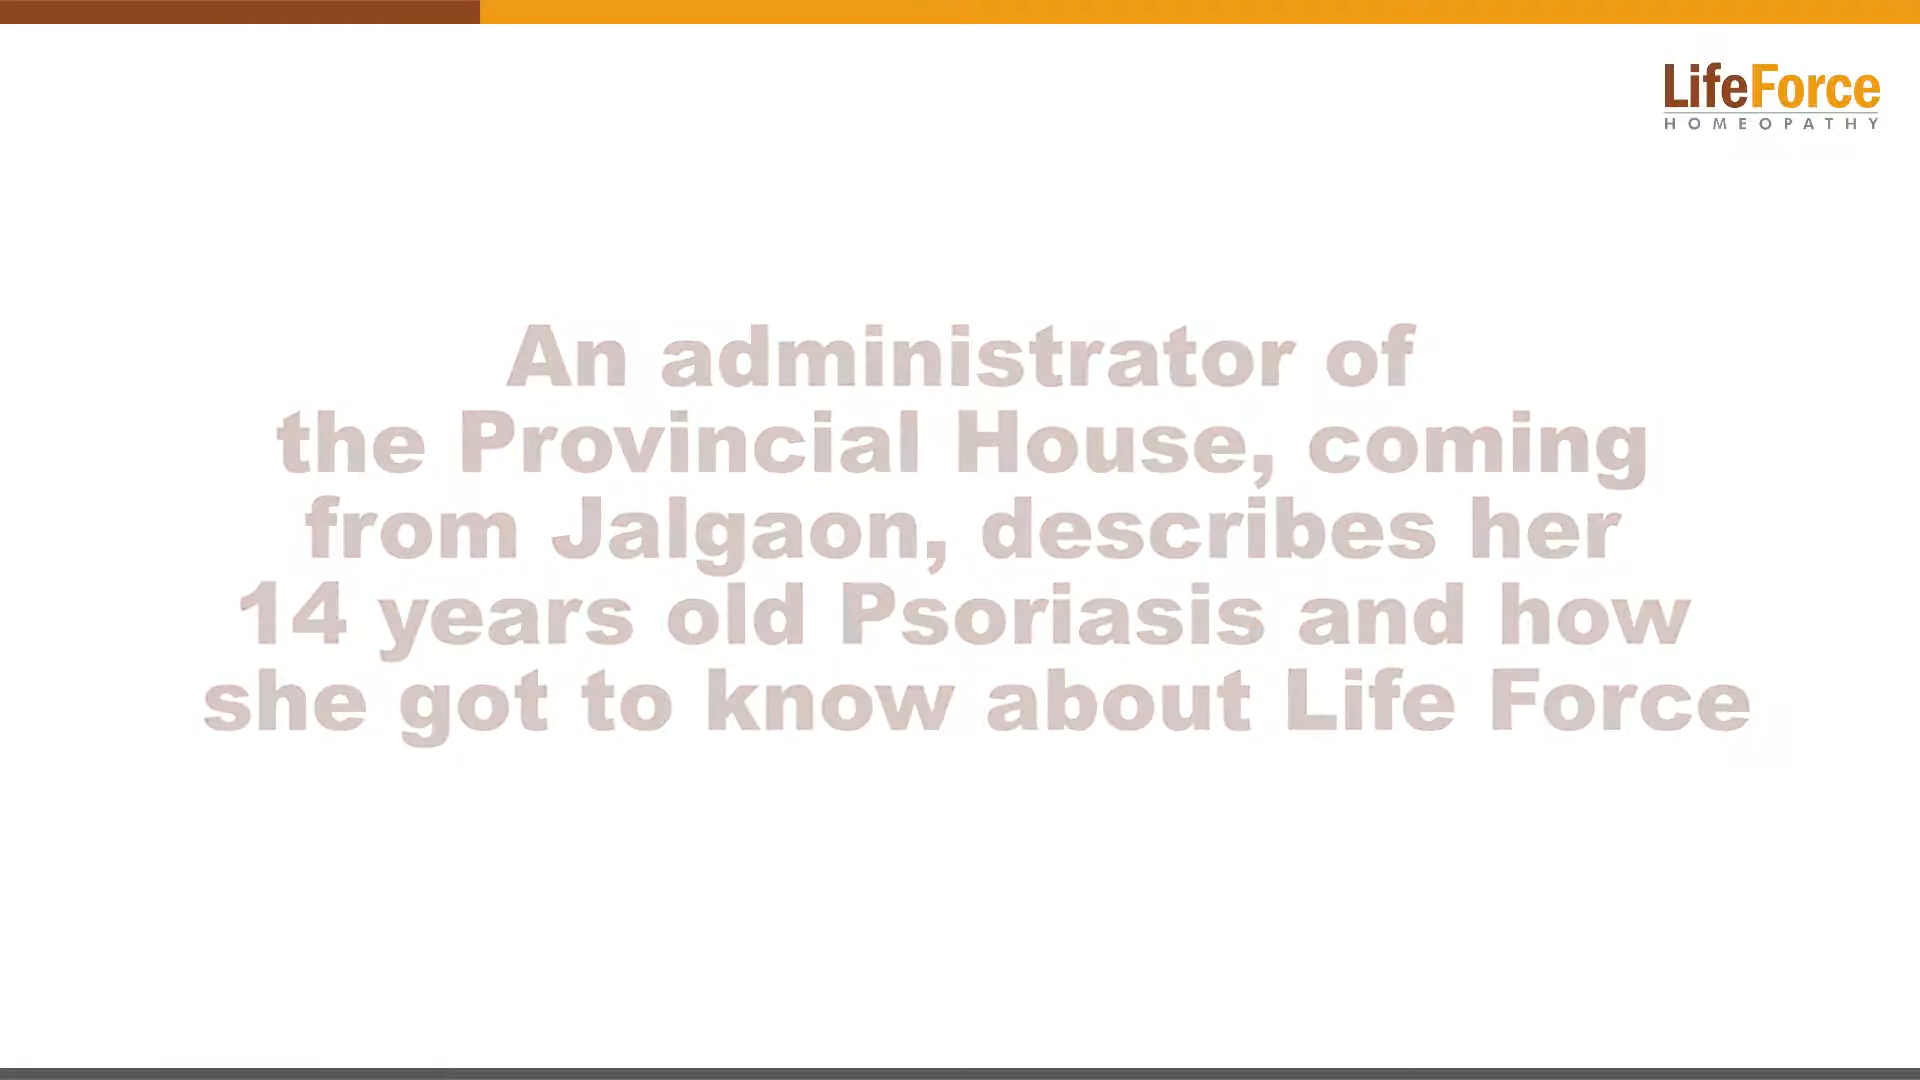 LifeForce
HOMEOPATHY
An administrator of
the Provincial House, coming
from Jalgaon, describes her
14 years old Psoriasis and how
she got to know about Life Force